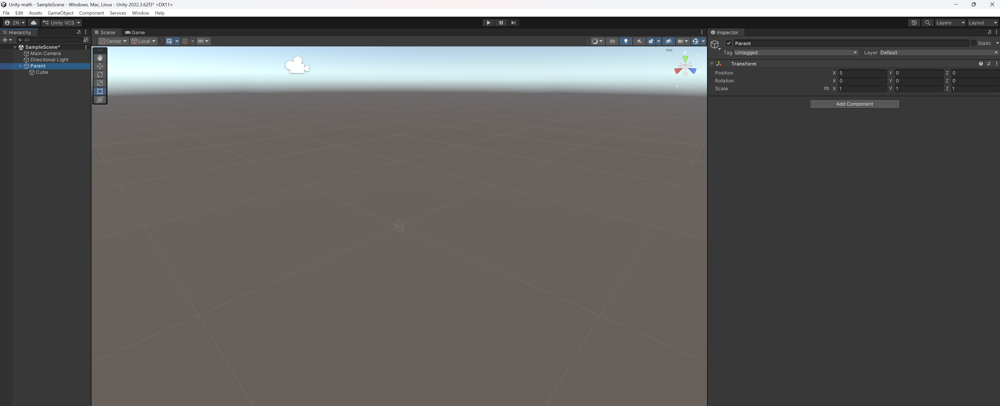 Unity-math - SampleScene - Windows, Mac, Linux - Unity 2022.3.62f3* <DX11>
File Edit Assets GameObject Component Services Window Help
ZN Unity VCS Layers Layout
Hierarchy
All
SampleScene*
Main Camera
Directional Light
Parent
Cube
Scene Game
Center Local 2D
y
x z
Persp
Inspector
Parent Static
Tag Untagged Layer Default
Transform
Position X 5 Y 0 Z 0
Rotation X 0 Y 0 Z 0
Scale X 1 Y 1 Z 1
Add Component